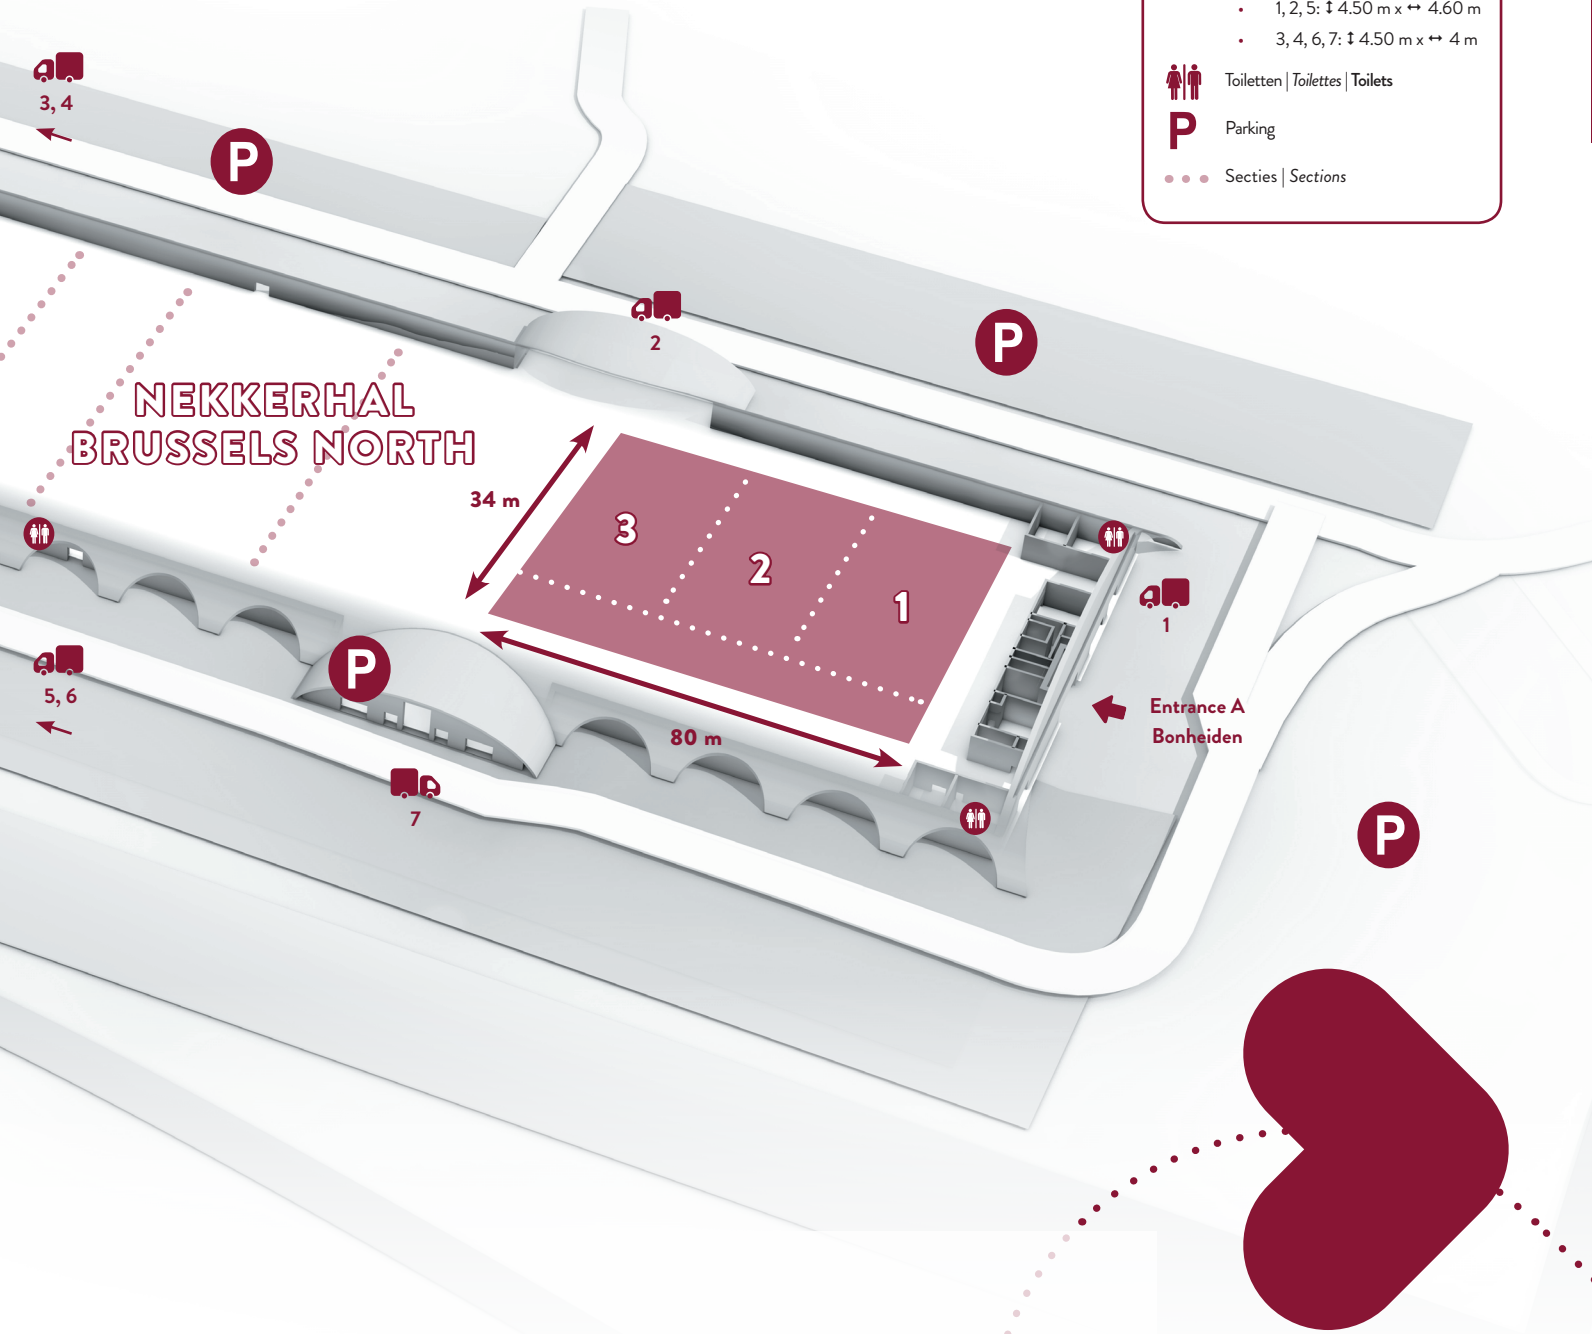 1, 2, 5: ↕ 4.50 m x ↔ 4.60 m
3, 4, 6, 7: ↕ 4.50 m x ↔ 4 m
Toiletten | Toilettes | Toilets
P Parking
Secties | Sections
3, 4
P
2
P
NEKKERHAL
BRUSSELS NORTH
34 m
3
2
1
1
Entrance A
Bonheiden
5, 6
P
80 m
7
P